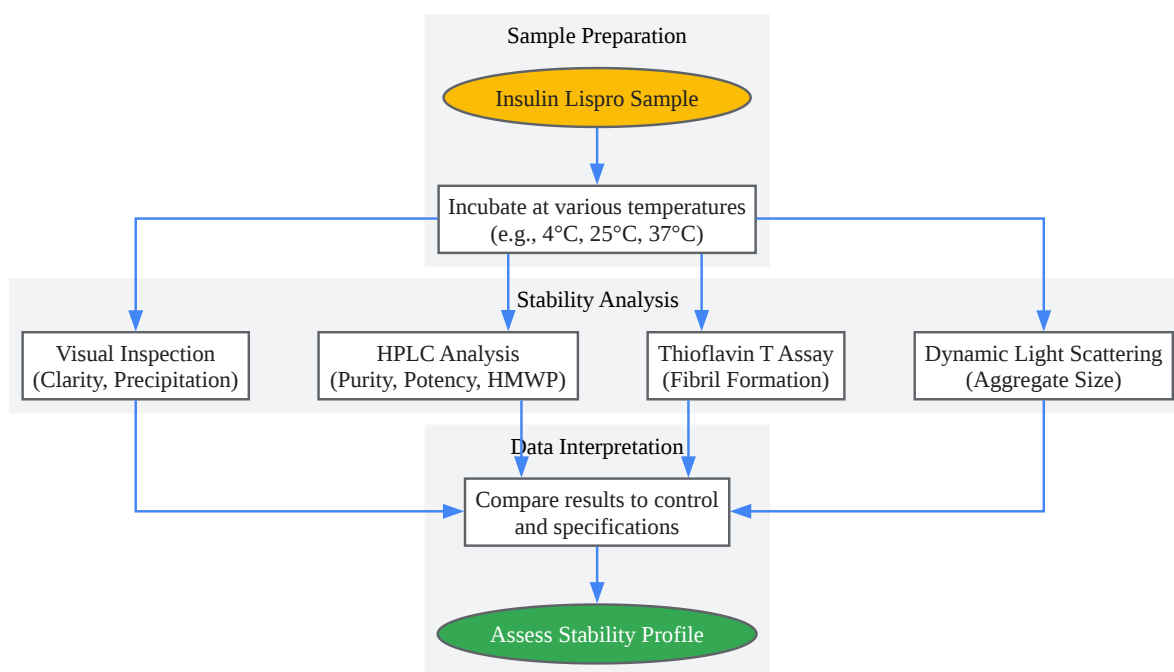 Sample Preparation
Insulin Lispro Sample
Incubate at various temperatures
(e.g., 4°C, 25°C, 37°C)
Stability Analysis
Visual Inspection
(Clarity, Precipitation)
HPLC Analysis
(Purity, Potency, HMWP)
Thioflavin T Assay
(Fibril Formation)
Dynamic Light Scattering
(Aggregate Size)
Data Interpretation
Compare results to control
and specifications
Assess Stability Profile